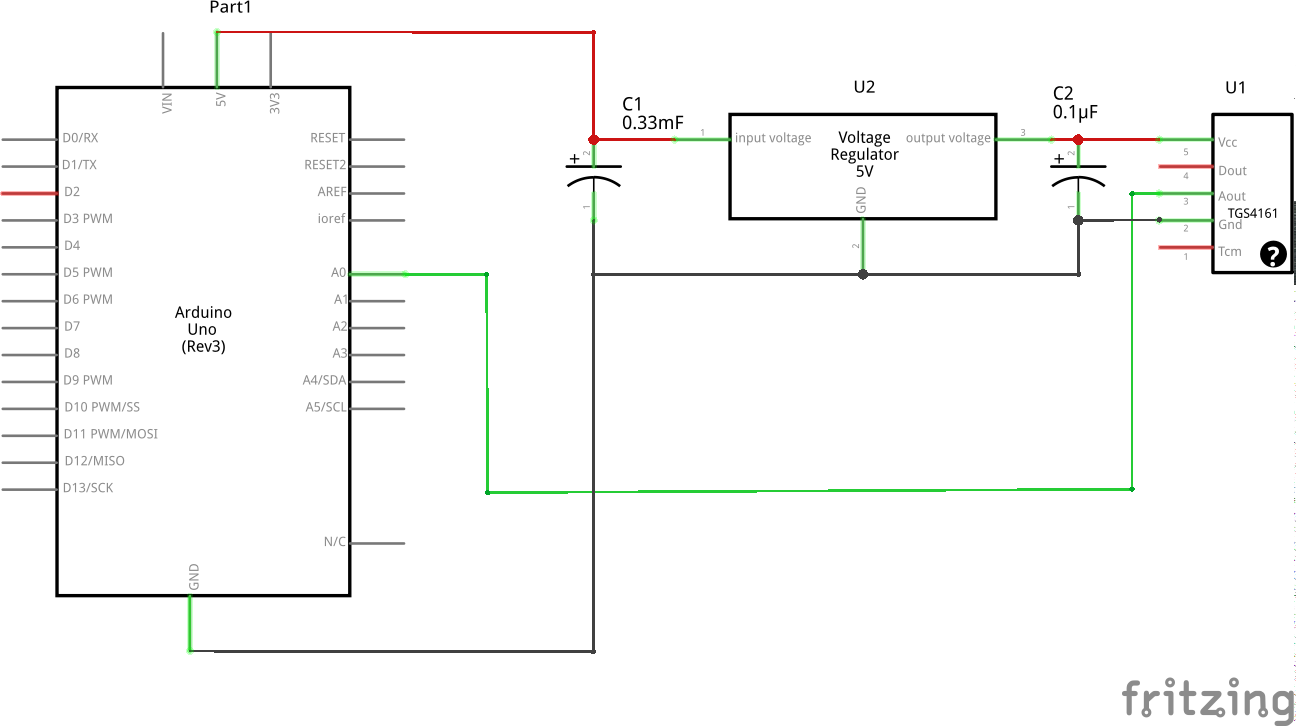 Part1
VIN
5V
3V3
D0/RX
D1/TX
D2
D3 PWM
D4
D5 PWM
D6 PWM
D7
D8
D9 PWM
D10 PWM/SS
D11 PWM/MOSI
D12/MISO
D13/SCK
RESET
RESET2
AREF
ioref
A0
A1
A2
A3
A4/SDA
A5/SCL
N/C
GND
Arduino
Uno
(Rev3)
C1
0.33mF
+
2
1
U2
1
input voltage
Voltage
Regulator
5V
output voltage
3
GND
2
C2
0.1µF
+
2
1
U1
Vcc
5
Dout
4
Aout
3
TGS4161
Gnd
2
Tcm
1
?
fritzing